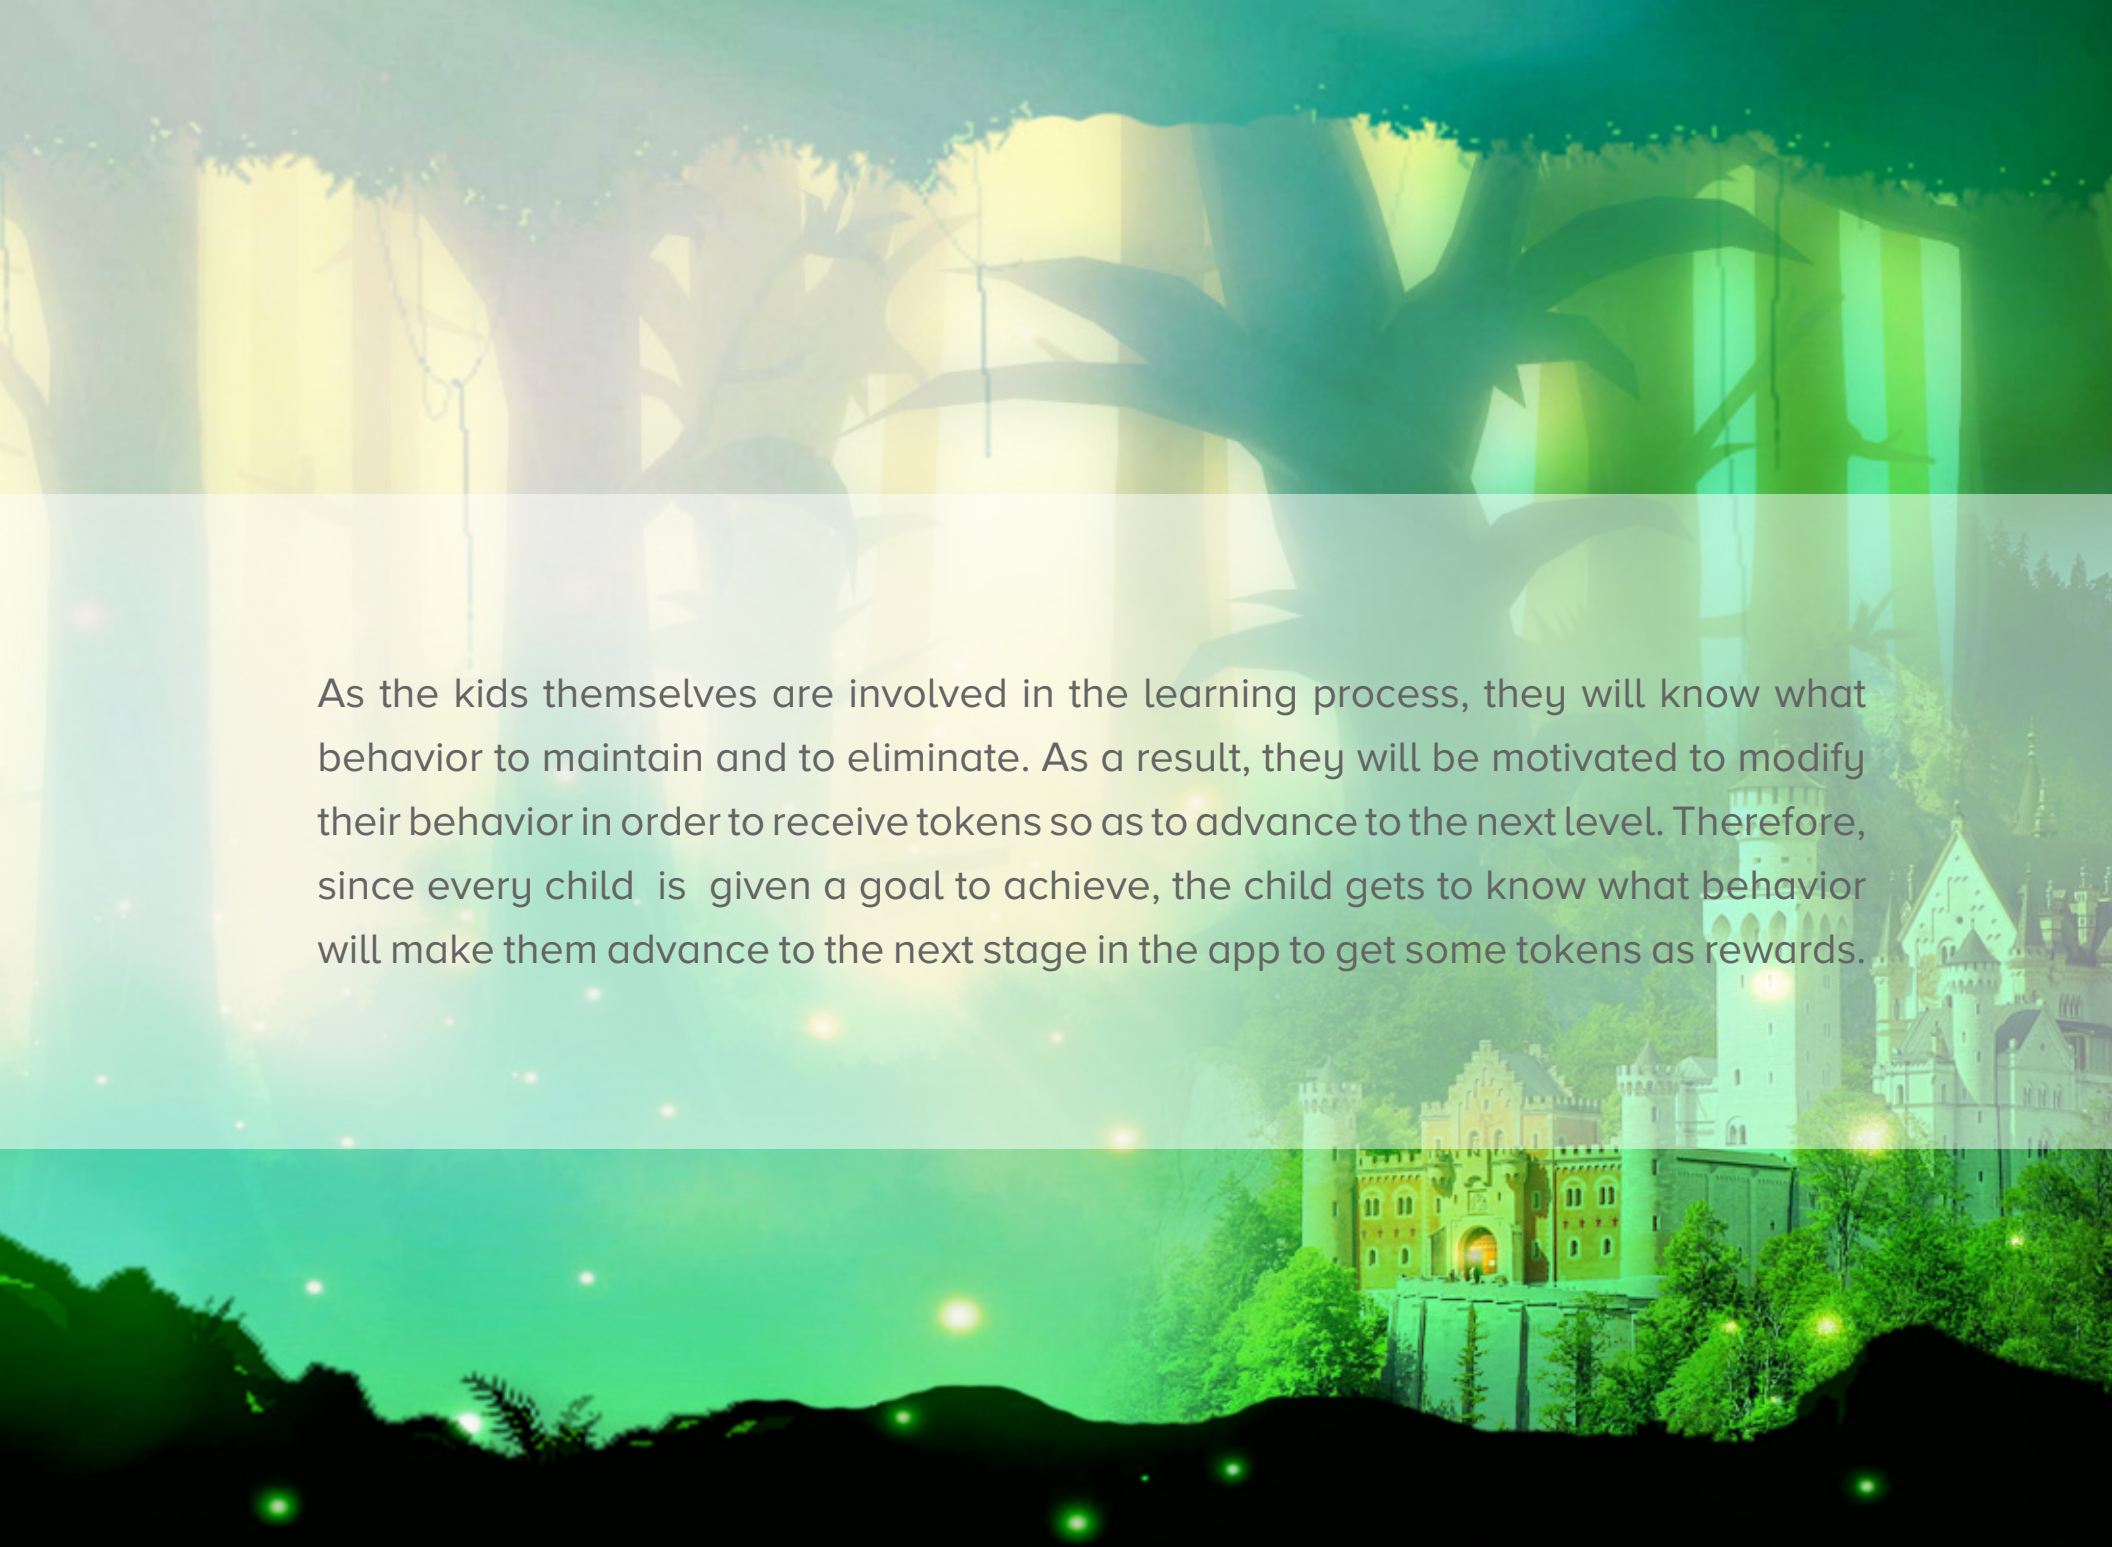 As the kids themselves are involved in the learning process, they will know what
behavior to maintain and to eliminate. As a result, they will be motivated to modify
their behavior in order to receive tokens so as to advance to the next level. Therefore,
since every child is given a goal to achieve, the child gets to know what behavior
will make them advance to the next stage in the app to get some tokens as rewards.